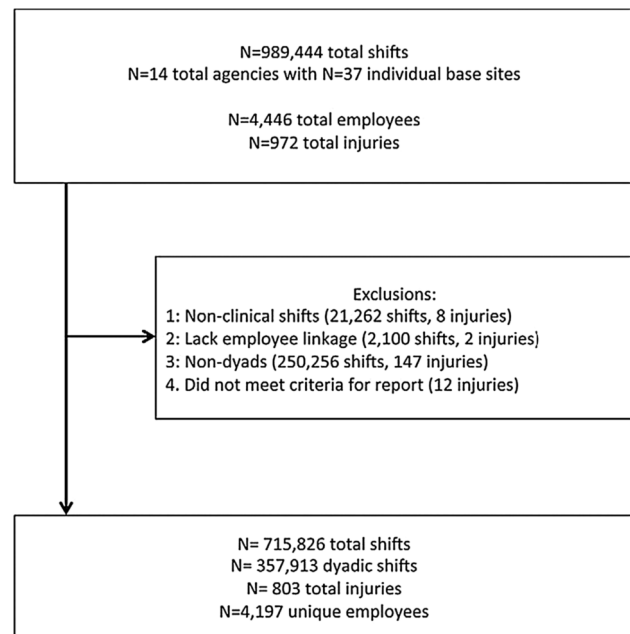 N=989,444 total shifts
N=14 total agencies with N=37 individual base sites
N=4,446 total employees
N=972 total injuries
Exclusions:
1: Non-clinical shifts (21,262 shifts, 8 injuries)
2: Lack employee linkage (2,100 shifts, 2 injuries)
3: Non-dyads (250,256 shifts, 147 injuries)
4. Did not meet criteria for report (12 injuries)
N= 715,826 total shifts
N= 357,913 dyadic shifts
N= 803 total injuries
N=4,197 unique employees